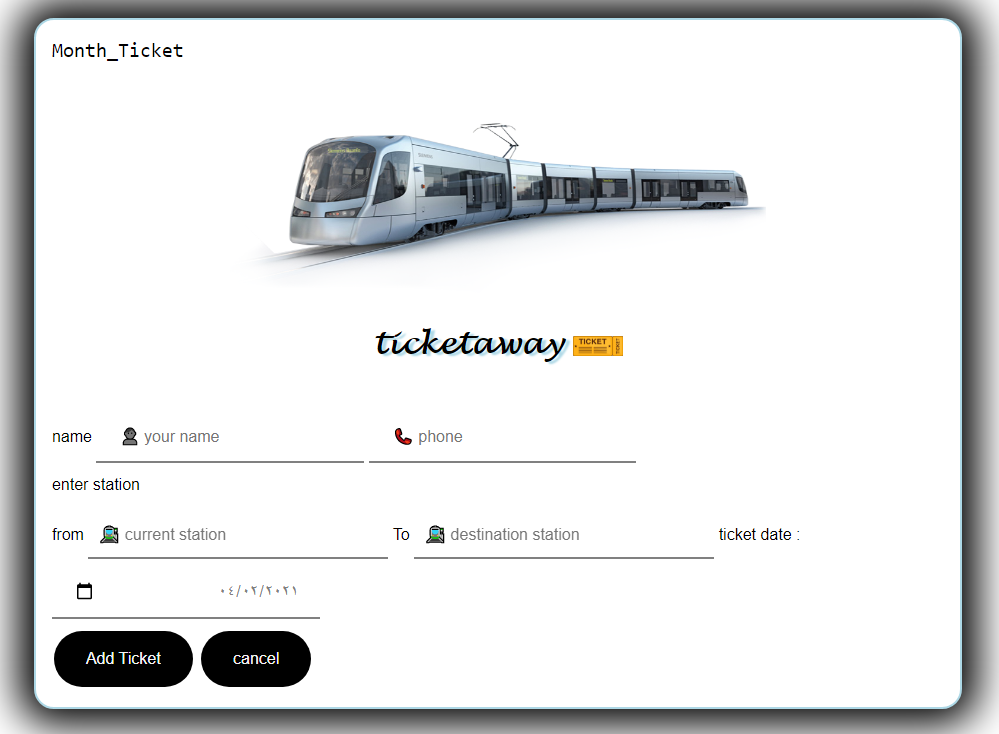 Month_Ticket
ticketaway TICKET
name your name phone
enter station
from current station To destination station ticket date :
٠٤/٠٢/٢٠٢١
Add Ticket cancel